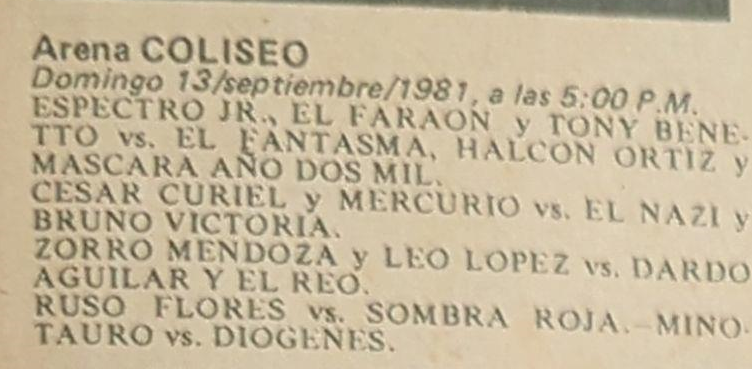 Arena COLISEO
Domingo 13/septiembre/1981, a las 5:00 P.M.
ESPECTRO JR., EL FARAON y TONY BENE-
TTO vs. EL FANTASMA, HALCON ORTIZ y
MASCARA AÑO DOS MIL.
CESAR CURIEL y MERCURIO vs. EL NAZI y
BRUNO VICTORIA.
ZORRO MENDOZA y LEO LOPEZ vs. DARDO
AGUILAR Y EL REO.
RUSO FLORES vs. SOMBRA ROJA.—MINO-
TAURO vs. DIOGENES.